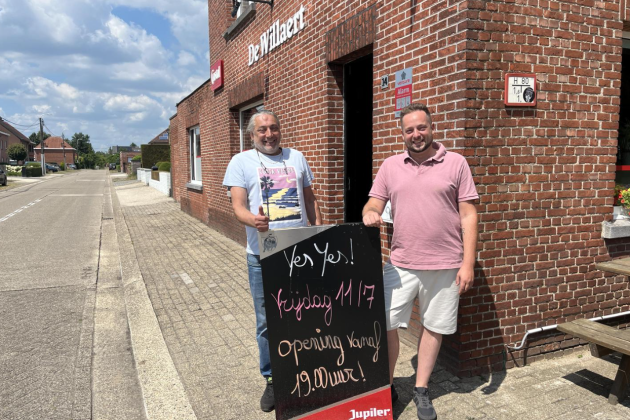 De Willaert
H 80
Yes Yes!
Vrijdag 11/7
opening vanaf
19.00 uur!
Jupiler